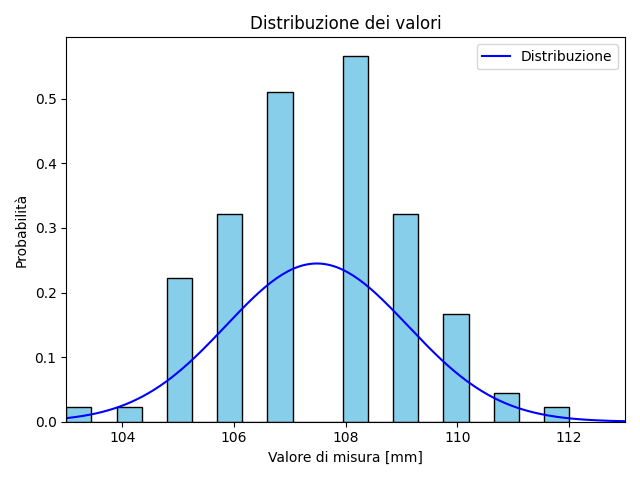 Distribuzione dei valori
Distribuzione
Probabilità
0.5
0.4
0.3
0.2
0.1
0.0
104 106 108 110 112
Valore di misura [mm]